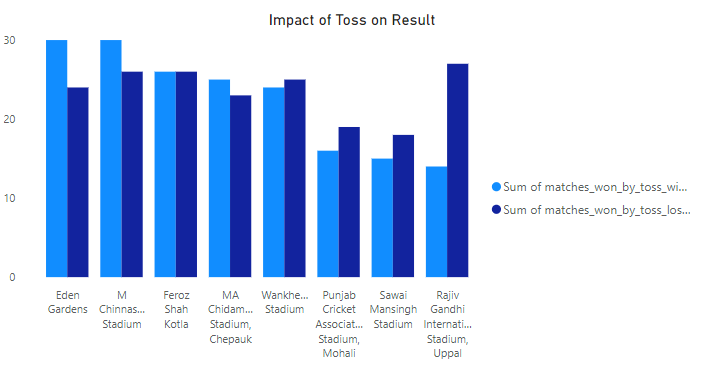 Impact of Toss on Result
30
20
10
0
Eden
Gardens
M
Chinnas...
Stadium
Feroz
Shah
Kotla
MA
Chidam...
Stadium,
Chepauk
Wankhe...
Stadium
Punjab
Cricket
Associat...
Stadium,
Mohali
Sawai
Mansingh
Stadium
Rajiv
Gandhi
Internati...
Stadium,
Uppal
Sum of matches_won_by_toss_wi...
Sum of matches_won_by_toss_los...